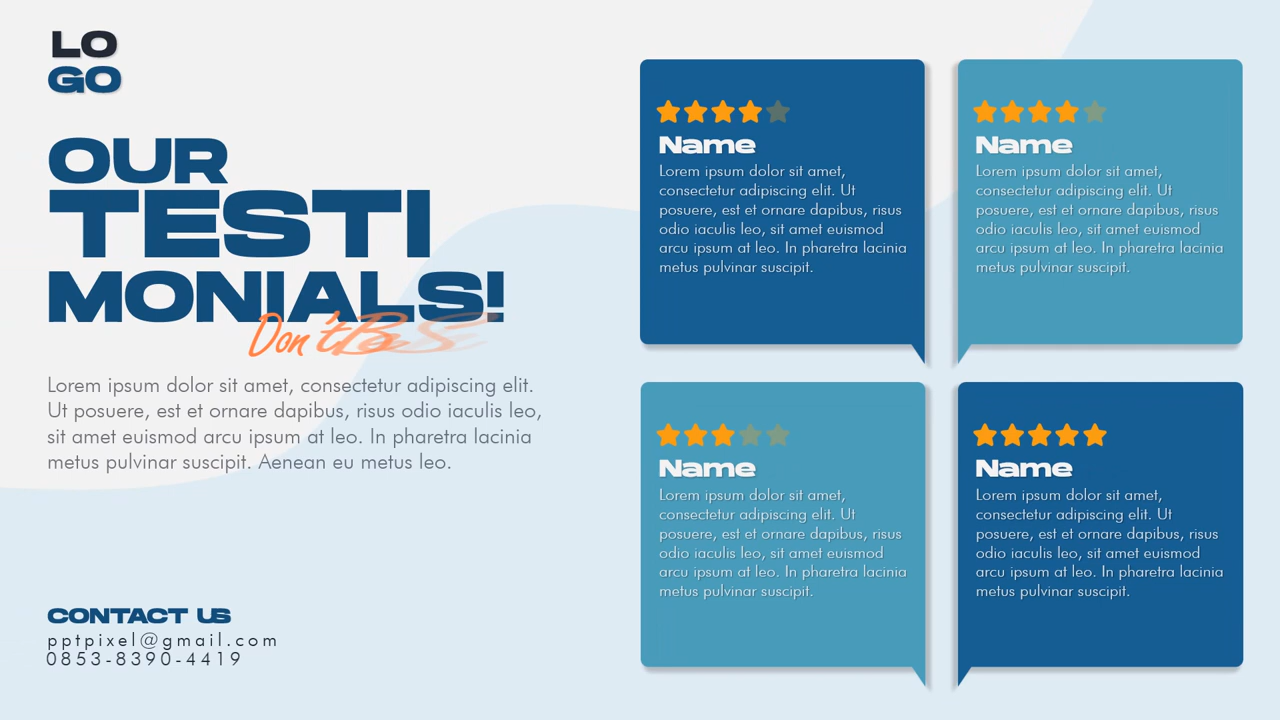 LO
GO
OUR
TESTI
MONIALS!
Don't
Lorem ipsum dolor sit amet, consectetur adipiscing elit.
Ut posuere, est et ornare dapibus, risus odio iaculis leo,
sit amet euismod arcu ipsum at leo. In pharetra lacinia
metus pulvinar suscipit. Aenean eu metus leo.
CONTACT US
pptpixel@gmail.com
0853-8390-4419
Name
Lorem ipsum dolor sit amet,
consectetur adipiscing elit. Ut
posuere, est et ornare dapibus, risus
odio iaculis leo, sit amet euismod
arcu ipsum at leo. In pharetra lacinia
metus pulvinar suscipit.
Name
Lorem ipsum dolor sit amet,
consectetur adipiscing elit. Ut
posuere, est et ornare dapibus, risus
odio iaculis leo, sit amet euismod
arcu ipsum at leo. In pharetra lacinia
metus pulvinar suscipit.
Name
Lorem ipsum dolor sit amet,
consectetur adipiscing elit. Ut
posuere, est et ornare dapibus, risus
odio iaculis leo, sit amet euismod
arcu ipsum at leo. In pharetra lacinia
metus pulvinar suscipit.
Name
Lorem ipsum dolor sit amet,
consectetur adipiscing elit. Ut
posuere, est et ornare dapibus, risus
odio iaculis leo, sit amet euismod
arcu ipsum at leo. In pharetra lacinia
metus pulvinar suscipit.